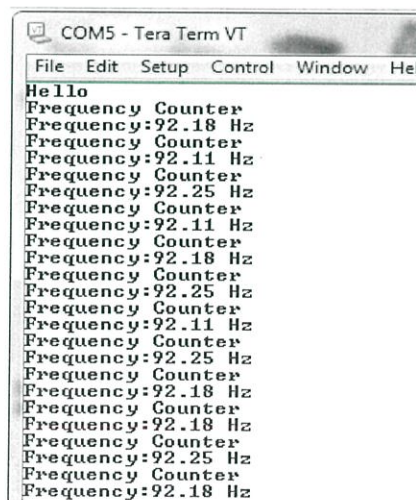 COM5 - Tera Term VT
File Edit Setup Control Window He
Hello
Frequency Counter
Frequency:92.18 Hz
Frequency Counter
Frequency:92.11 Hz
Frequency Counter
Frequency:92.25 Hz
Frequency Counter
Frequency:92.11 Hz
Frequency Counter
Frequency:92.18 Hz
Frequency Counter
Frequency:92.25 Hz
Frequency Counter
Frequency:92.11 Hz
Frequency Counter
Frequency:92.25 Hz
Frequency Counter
Frequency:92.18 Hz
Frequency Counter
Frequency:92.18 Hz
Frequency Counter
Frequency:92.25 Hz
Frequency Counter
Frequency:92.18 Hz